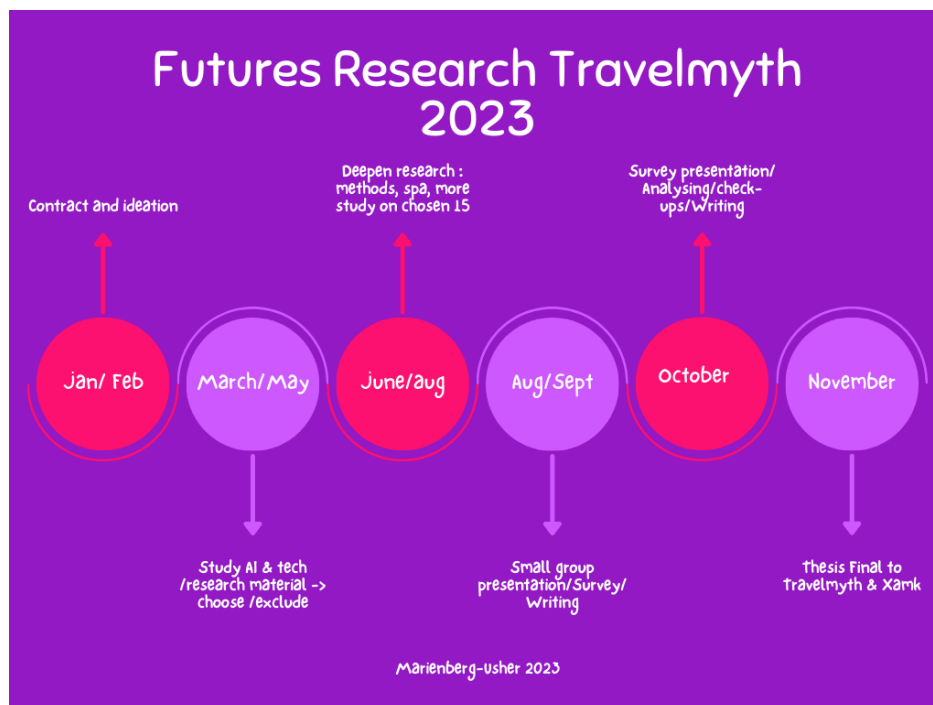 Futures Research Travelmyth
2023
Contract and ideation
Deepen research :
methods, spa, more
study on chosen 15
Survey presentation/
Analysing/check-
ups/Writing
Jan/ Feb
March/May
June/aug
Aug/Sept
October
November
Study AI & tech
/research material ->
choose /exclude
Small group
presentation/Survey/
Writing
Thesis Final to
Travelmyth & Xamk
Marienberg-Usher 2023